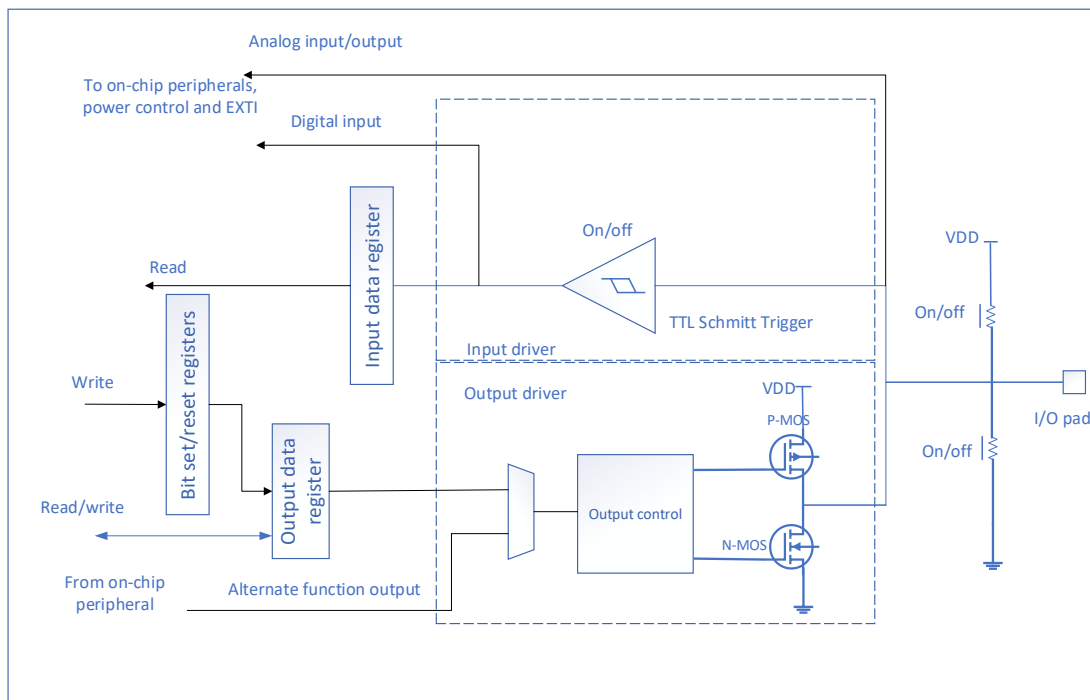 Analog input/output
To on-chip peripherals,
power control and EXTI
Digital input
On/off
Input data register
VDD
Read
On/off
TTL Schmitt Trigger
Input driver
Bit set/reset registers
Write
Output driver
VDD
P-MOS
I/O pad
On/off
Output data
register
Read/write
Output control
N-MOS
From on-chip
peripheral
Alternate function output